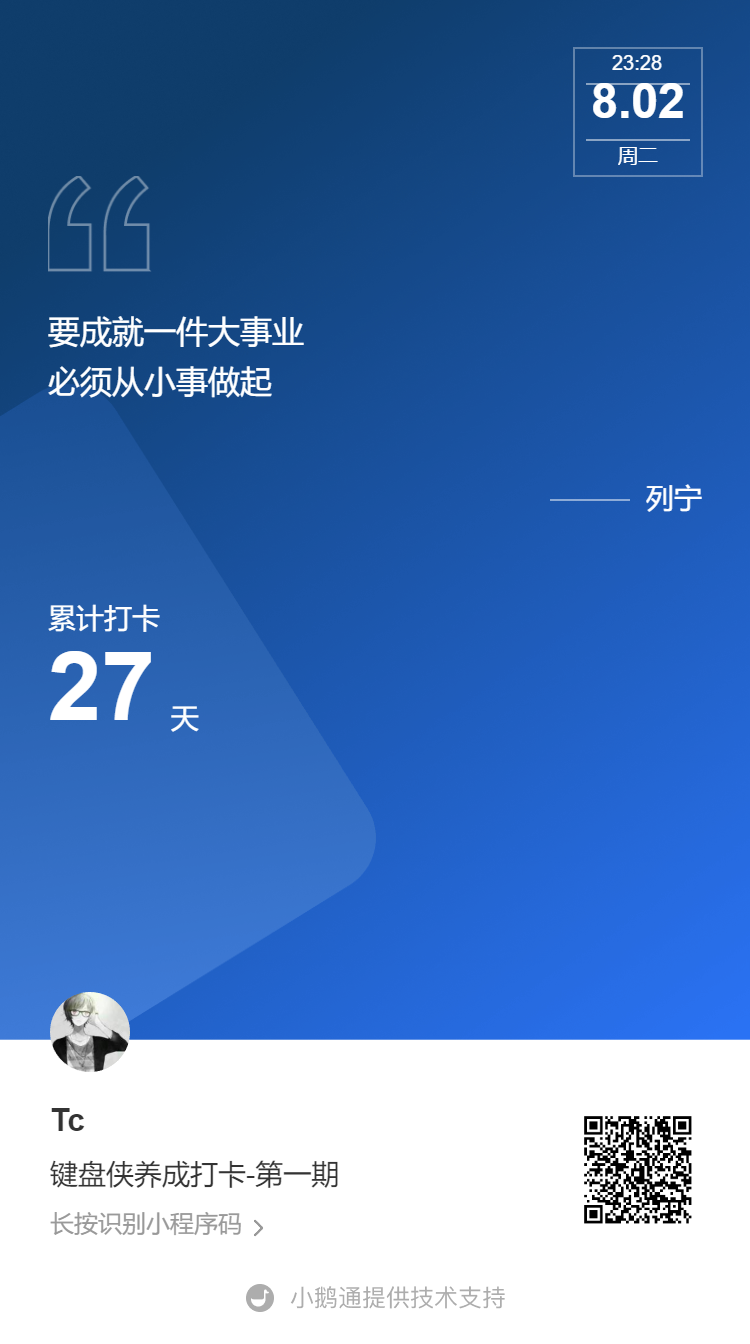 23:28
8.02
周二
要成就一件大事业
必须从小事做起
列宁
累计打卡
27 天
Tc
键盘侠养成打卡-第一期
长按识别小程序码
小鹅通提供技术支持